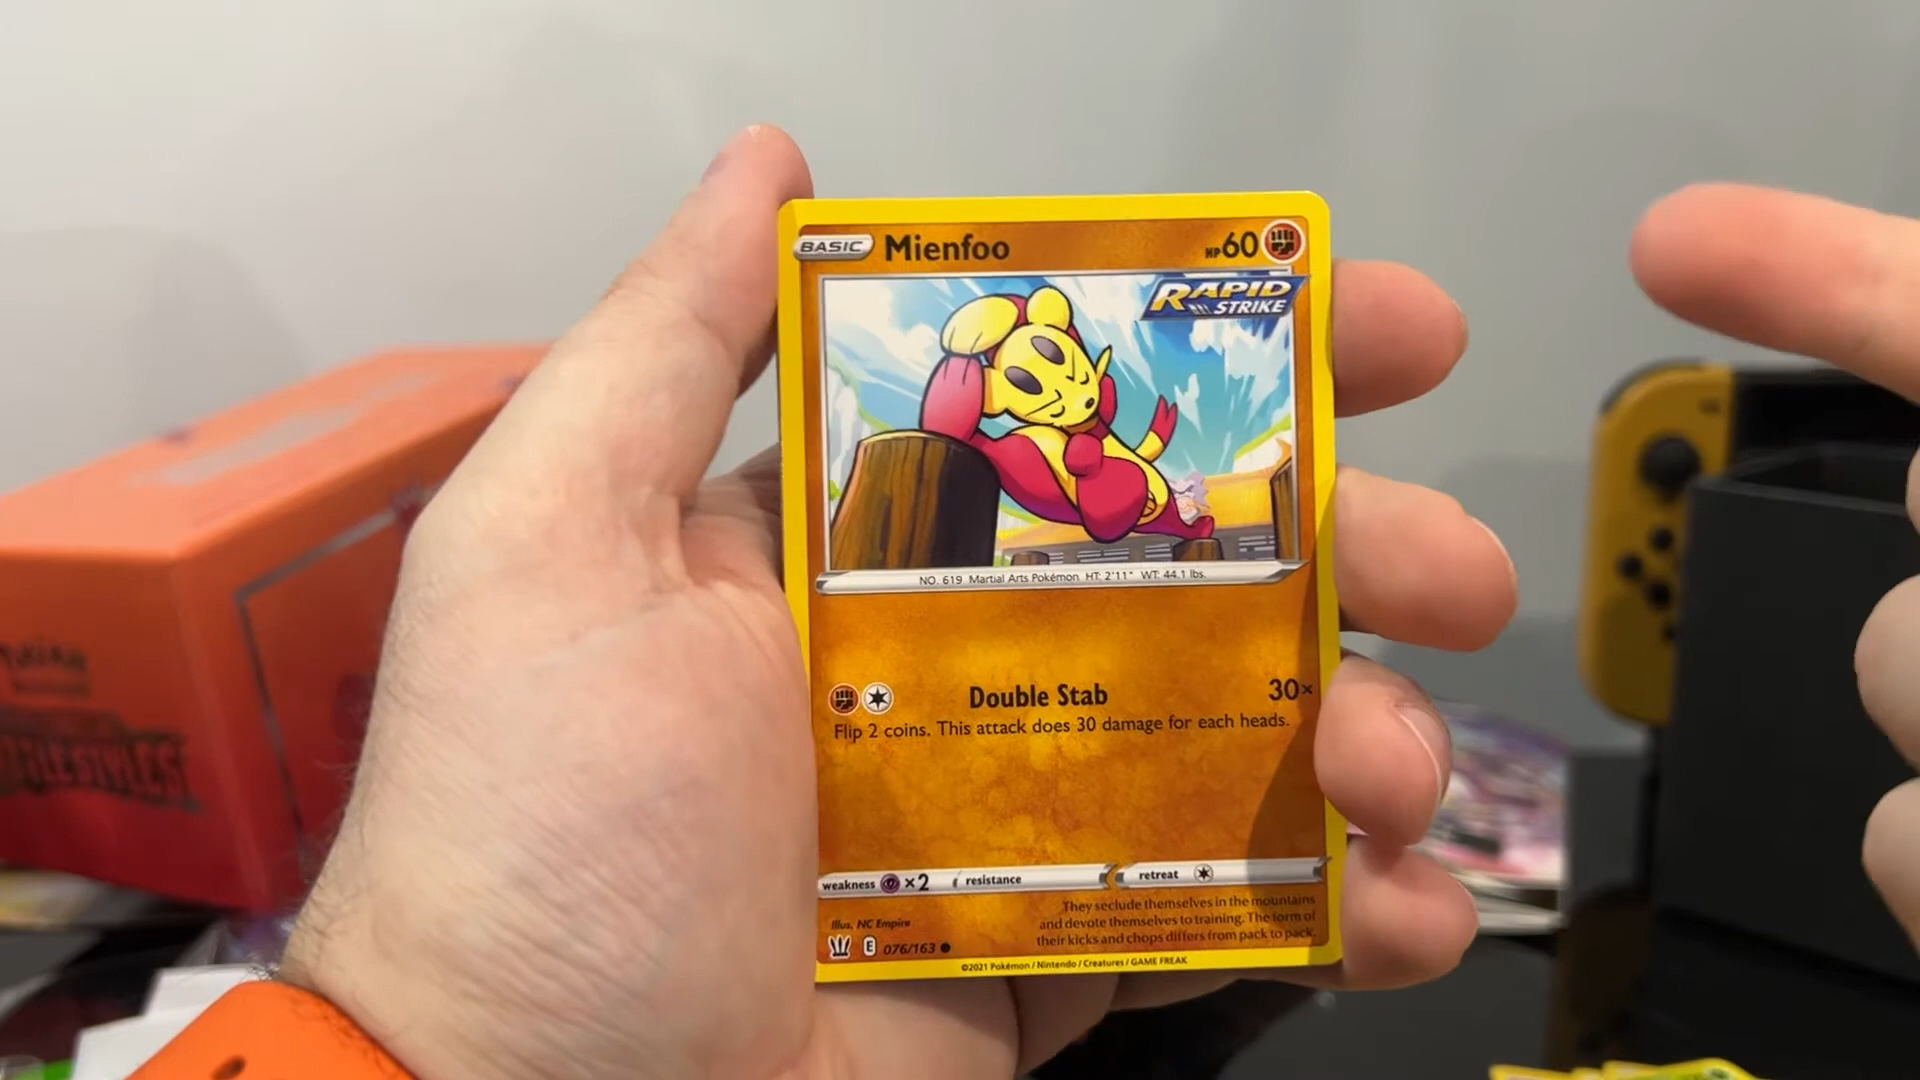 BASIC Mienfoo HP60
RAPID
STRIKE
NO. 619 Martial Arts Pokémon HT: 2'11" WT: 44.1 lbs.
Double Stab 30×
Flip 2 coins. This attack does 30 damage for each heads.
weakness ×2 resistance retreat
They seclude themselves in the mountains
and devote themselves to training. The form of
their kicks and chops differs from pack to pack.
Illus. NC Empire
E 076/163
©2021 Pokémon / Nintendo / Creatures / GAME FREAK